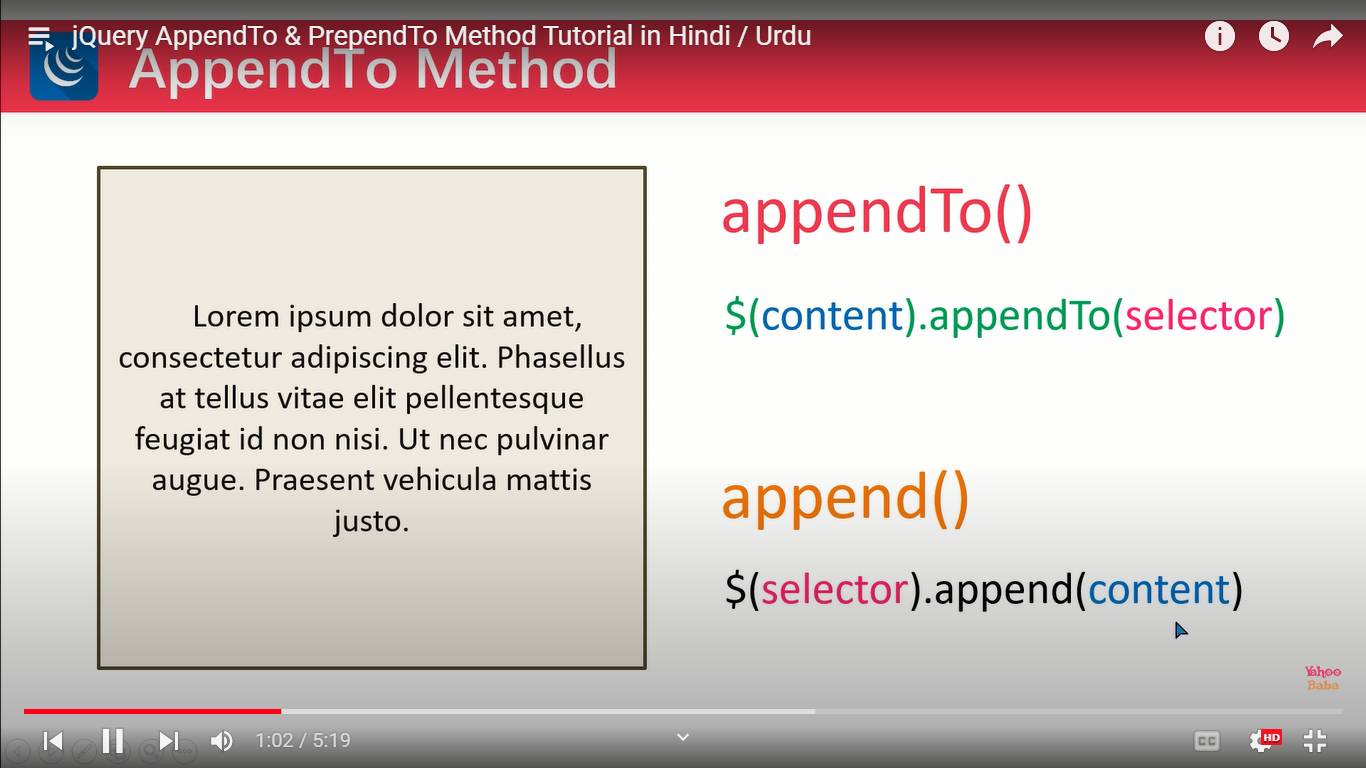 jQuery AppendTo & PrependTo Method Tutorial in Hindi / Urdu
AppendTo Method
Lorem ipsum dolor sit amet,
consectetur adipiscing elit. Phasellus
at tellus vitae elit pellentesque
feugiat id non nisi. Ut nec pulvinar
augue. Praesent vehicula mattis
justo.
appendTo()
$(content).appendTo(selector)
append()
$(selector).append(content)
Yahoo
Baba
1:02 / 5:19
CC
HD